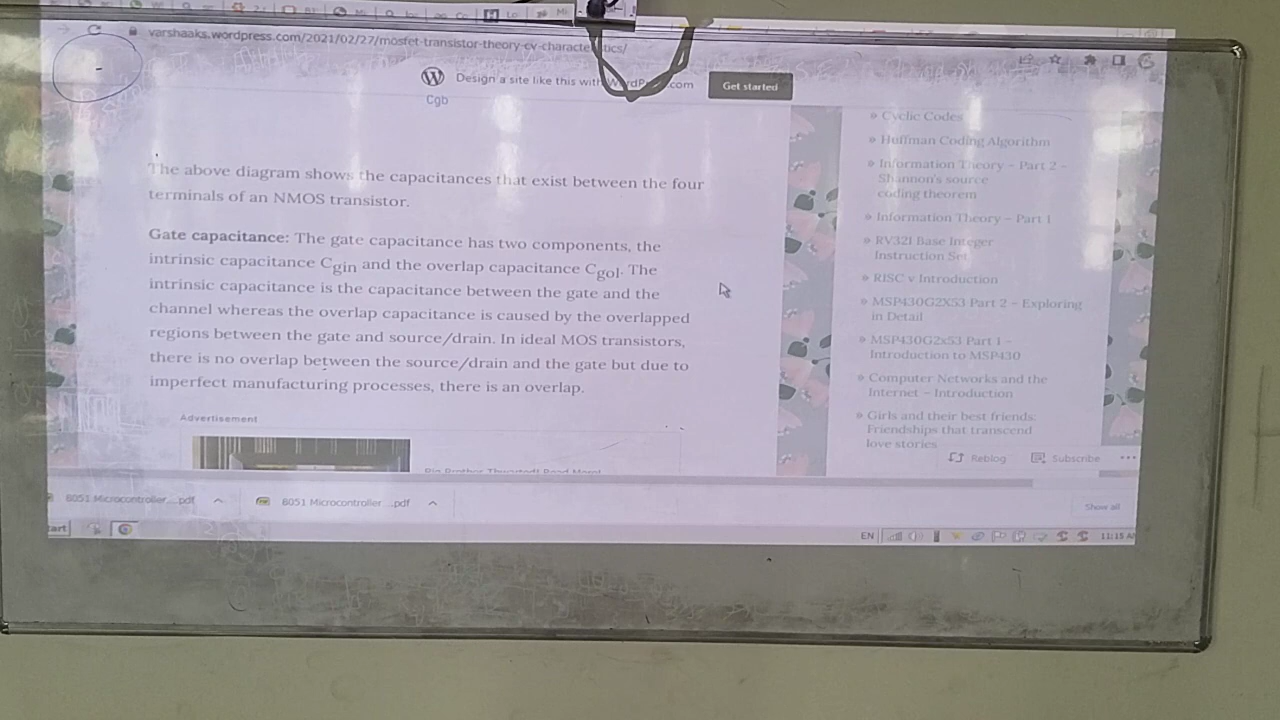 varshaaks.wordpress.com/2021/02/27/mosfet-transistor-theory-cv-characteristics/
Design a site like this with WordPress.com
Get started
Cgb
The above diagram shows the capacitances that exist between the four
terminals of an NMOS transistor.
Gate capacitance: The gate capacitance has two components, the
intrinsic capacitance Cgin and the overlap capacitance Cgol. The
intrinsic capacitance is the capacitance between the gate and the
channel whereas the overlap capacitance is caused by the overlapped
regions between the gate and source/drain. In ideal MOS transistors,
there is no overlap between the source/drain and the gate but due to
imperfect manufacturing processes, there is an overlap.
Advertisement
» Cyclic Codes
» Huffman Coding Algorithm
» Information Theory – Part 2 –
Shannon's source
coding theorem
» Information Theory – Part 1
» RV32I Base Integer
Instruction Set
» RISC v Introduction
» MSP430G2X53 Part 2 – Exploring
in Detail
» MSP430G2x53 Part 1 –
Introduction to MSP430
» Computer Networks and the
Internet – Introduction
» Girls and their best friends:
Friendships that transcend
love stories
Reblog
Subscribe
8051 Microcontroller....pdf
8051 Microcontroller....pdf
Show all
EN
11:15 A